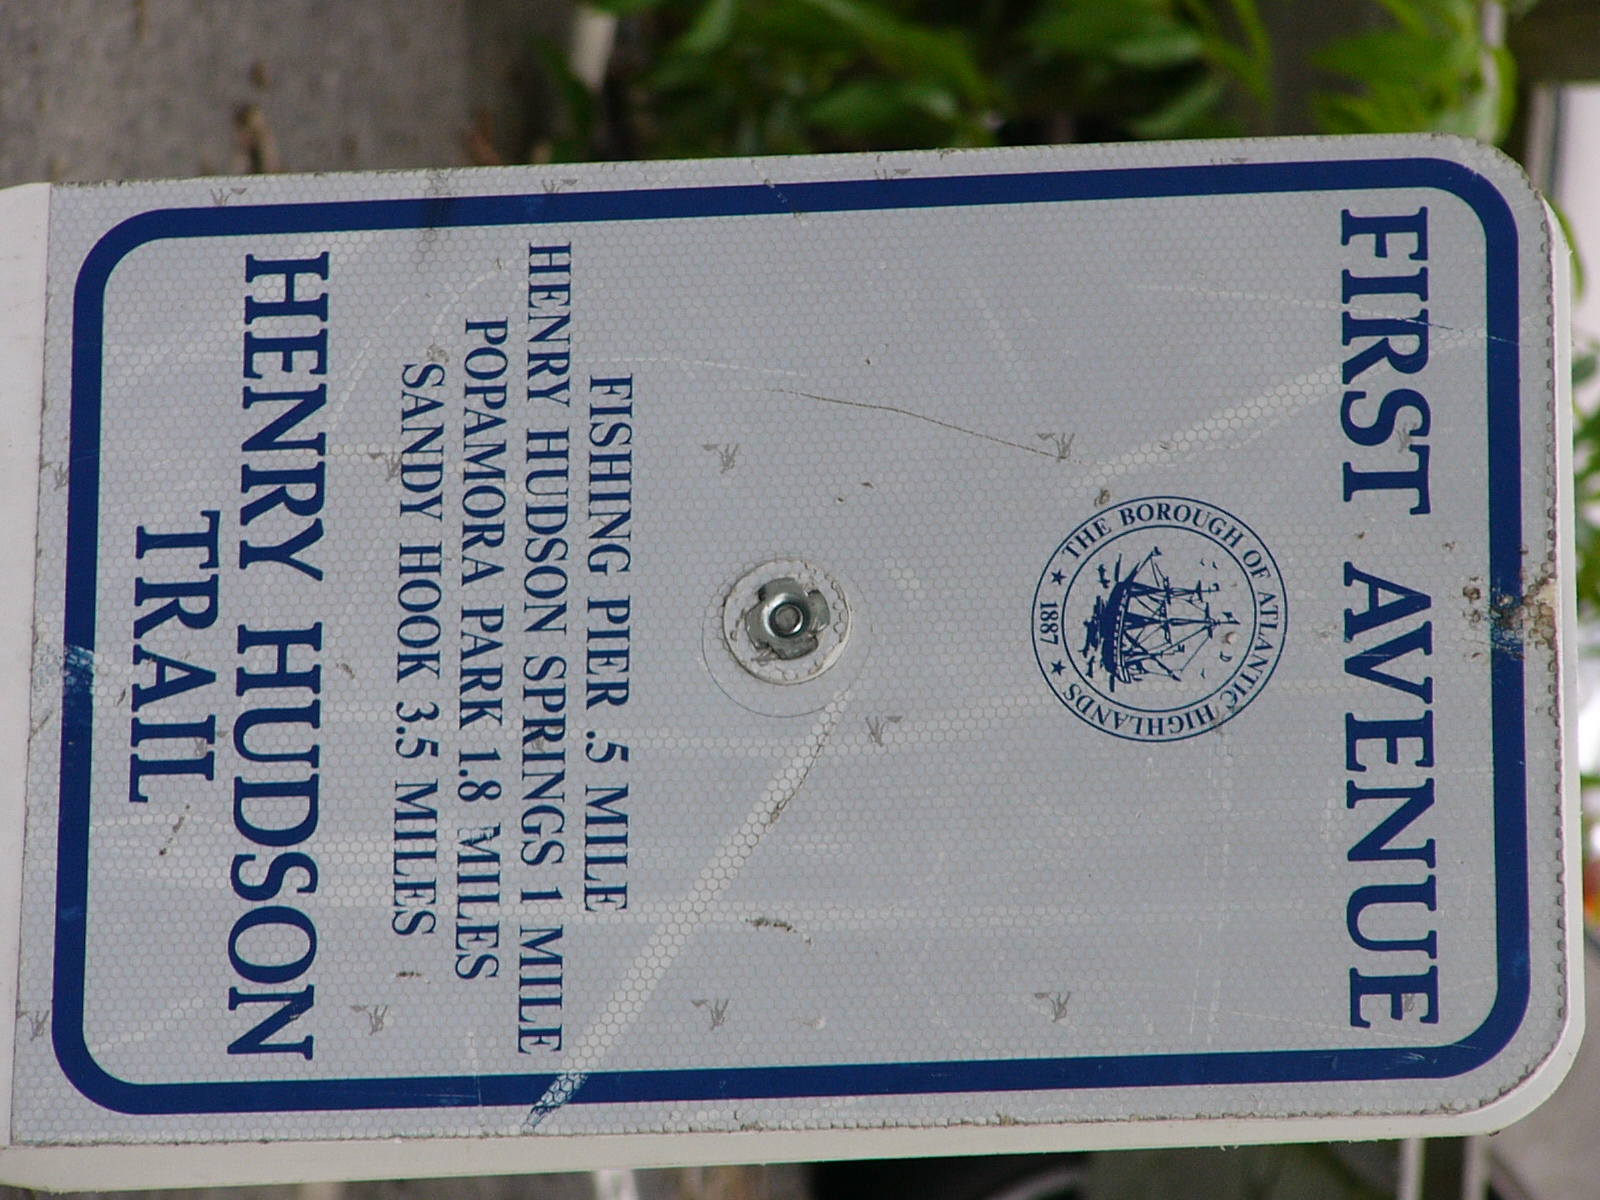 FIRST AVENUE
THE BOROUGH OF ATLANTIC HIGHLANDS
★ 1887 ★
FISHING PIER .5 MILE
HENRY HUDSON SPRINGS 1 MILE
POPAMORA PARK 1.8 MILES
SANDY HOOK 3.5 MILES
HENRY HUDSON
TRAIL